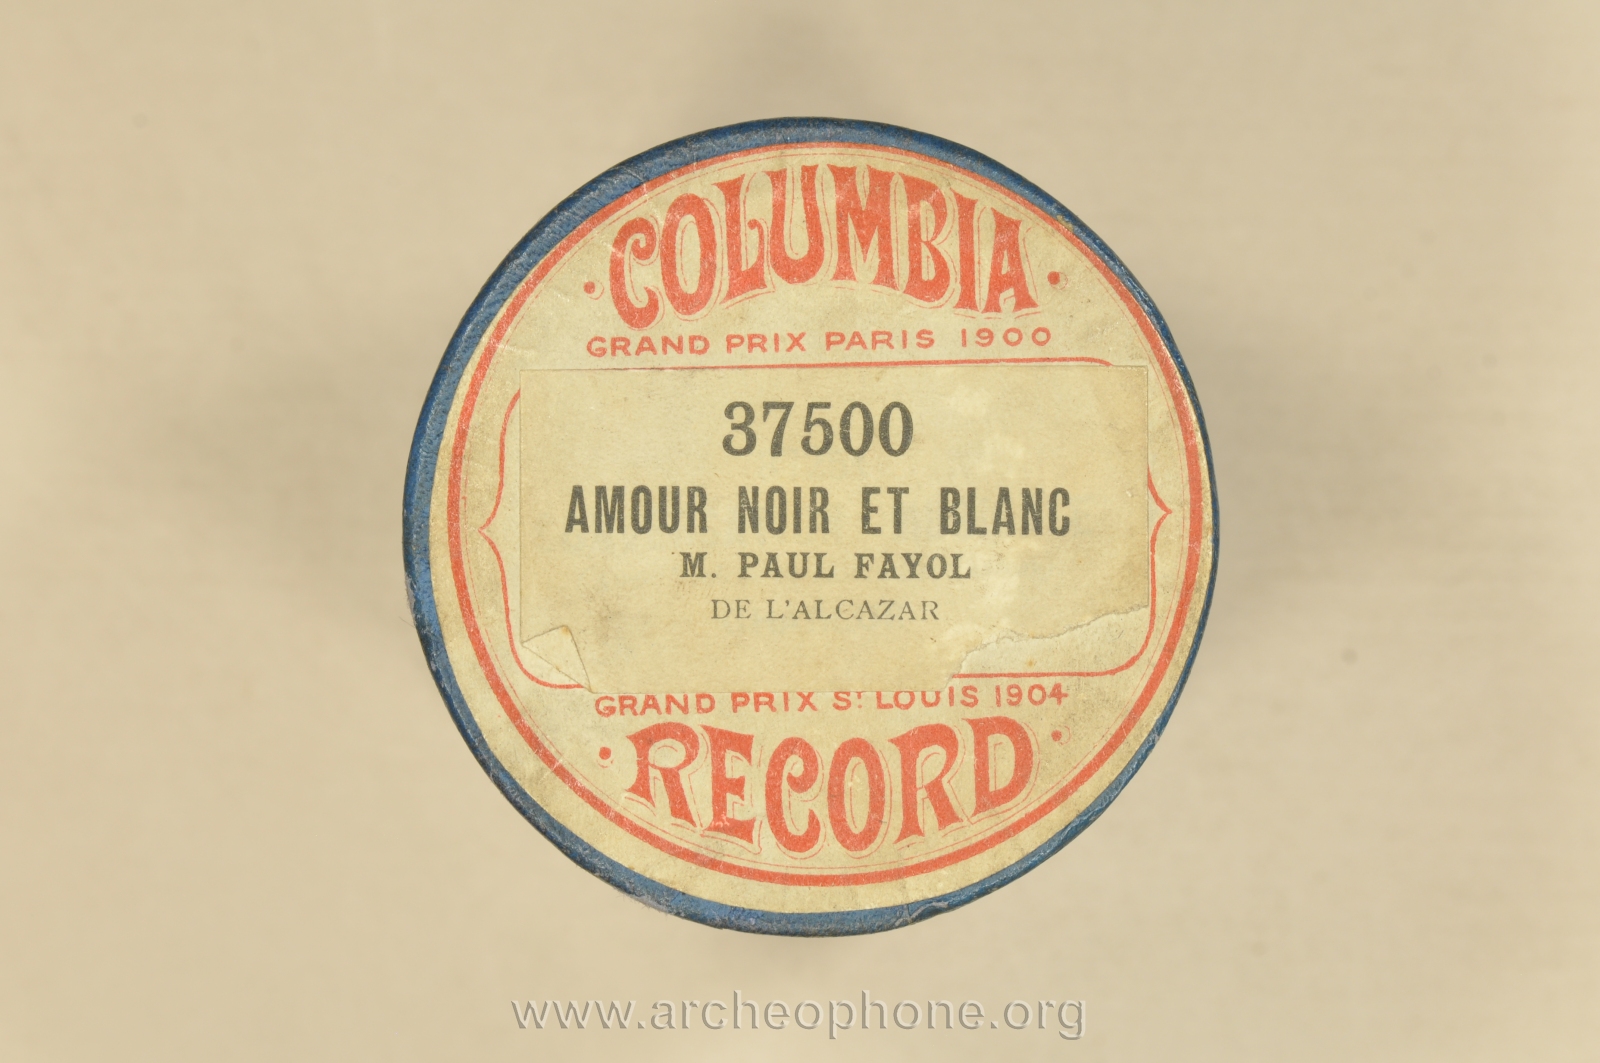 COLUMBIA
GRAND PRIX PARIS 1900
37500
AMOUR NOIR ET BLANC
M. PAUL FAYOL
DE L'ALCAZAR
GRAND PRIX ST LOUIS 1904
RECORD
www.archeophone.org